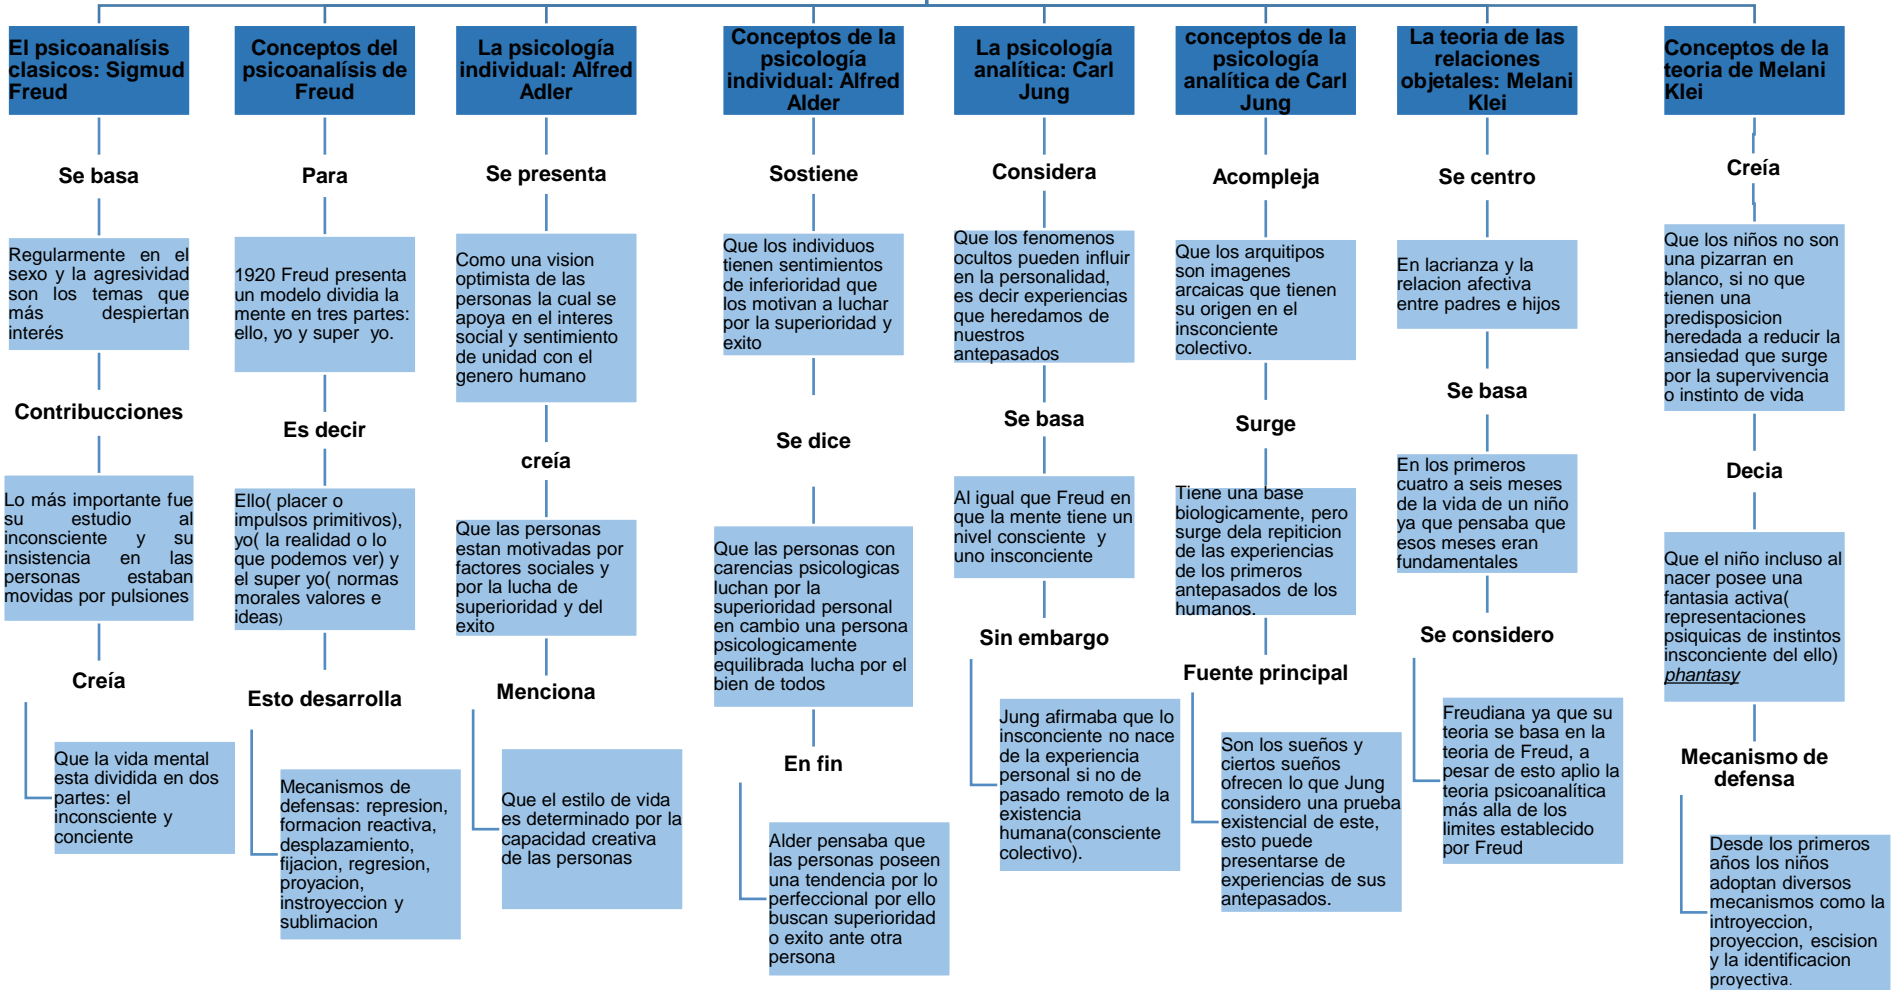 El psicoanalísis
clasicos: Sigmud
Freud
Se basa
Regularmente en el
sexo y la agresividad
son los temas que
más despiertan
interés
Contribucciones
Lo más importante fue
su estudio al
inconsciente y su
insistencia en las
personas estaban
movidas por pulsiones
Creía
Que la vida mental
esta dividida en dos
partes: el
inconsciente y
conciente
Conceptos del
psicoanalísis de
Freud
Para
1920 Freud presenta
un modelo dividia la
mente en tres partes:
ello, yo y super yo.
Es decir
Ello( placer o
impulsos primitivos),
yo( la realidad o lo
que podemos ver) y
el super yo( normas
morales valores e
ideas)
Esto desarrolla
Mecanismos de
defensas: represion,
formacion reactiva,
desplazamiento,
fijacion, regresion,
proyacion,
instroyeccion y
sublimacion
La psicología
individual: Alfred
Adler
Se presenta
Como una vision
optimista de las
personas la cual se
apoya en el interes
social y sentimiento
de unidad con el
genero humano
creía
Que las personas
estan motivadas por
factores sociales y
por la lucha de
superioridad y del
exito
Menciona
Que el estilo de vida
es determinado por la
capacidad creativa
de las personas
Conceptos de la
psicología
individual: Alfred
Alder
Sostiene
Que los individuos
tienen sentimientos
de inferioridad que
los motivan a luchar
por la superioridad y
exito
Se dice
Que las personas con
carencias psicologicas
luchan por la
superioridad personal
en cambio una persona
psicologicamente
equilibrada lucha por el
bien de todos
En fin
Alder pensaba que
las personas poseen
una tendencia por lo
perfeccional por ello
buscan superioridad
o exito ante otra
persona
La psicología
analítica: Carl
Jung
Considera
Que los fenomenos
ocultos pueden influir
en la personalidad,
es decir experiencias
que heredamos de
nuestros
antepasados
Se basa
Al igual que Freud en
que la mente tiene un
nivel consciente y
uno insconciente
Sin embargo
Jung afirmaba que lo
insconciente no nace
de la experiencia
personal si no de
pasado remoto de la
existencia
humana(consciente
colectivo).
conceptos de la
psicología
analítica de Carl
Jung
Acompleja
Que los arquitipos
son imagenes
arcaicas que tienen
su origen en el
insconciente
colectivo.
Surge
Tiene una base
biologicamente, pero
surge dela repiticion
de las experiencias
de los primeros
antepasados de los
humanos.
Fuente principal
Son los sueños y
ciertos sueños
ofrecen lo que Jung
considero una prueba
existencial de este,
esto puede
presentarse de
experiencias de sus
antepasados.
La teoria de las
relaciones
objetales: Melani
Klei
Se centro
En lacrianza y la
relacion afectiva
entre padres e hijos
Se basa
En los primeros
cuatro a seis meses
de la vida de un niño
ya que pensaba que
esos meses eran
fundamentales
Se considero
Freudiana ya que su
teoria se basa en la
teoria de Freud, a
pesar de esto aplio la
teoria psicoanalítica
más alla de los
limites establecido
por Freud
Conceptos de la
teoria de Melani
Klei
Creía
Que los niños no son
una pizarran en
blanco, si no que
tienen una
predisposicion
heredada a reducir la
ansiedad que surge
por la supervivencia
o instinto de vida
Decia
Que el niño incluso al
nacer posee una
fantasia activa(
representaciones
psiquicas de instintos
insconciente del ello)
phantasy
Mecanismo de
defensa
Desde los primeros
años los niños
adoptan diversos
mecanismos como la
introyeccion,
proyeccion, escision
y la identificacion
proyectiva.